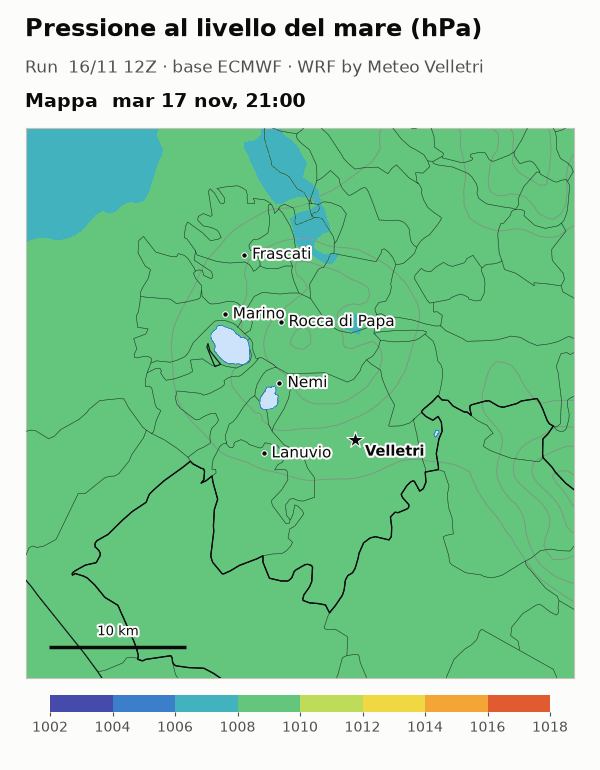 Pressione al livello del mare (hPa)
Run  16/11 12Z · base ECMWF · WRF by Meteo Velletri
Mappa  mar 17 nov, 21:00
Frascati
Marino
Rocca di Papa
Nemi
Velletri
Lanuvio
10 km
1002 1004 1006 1008 1010 1012 1014 1016 1018